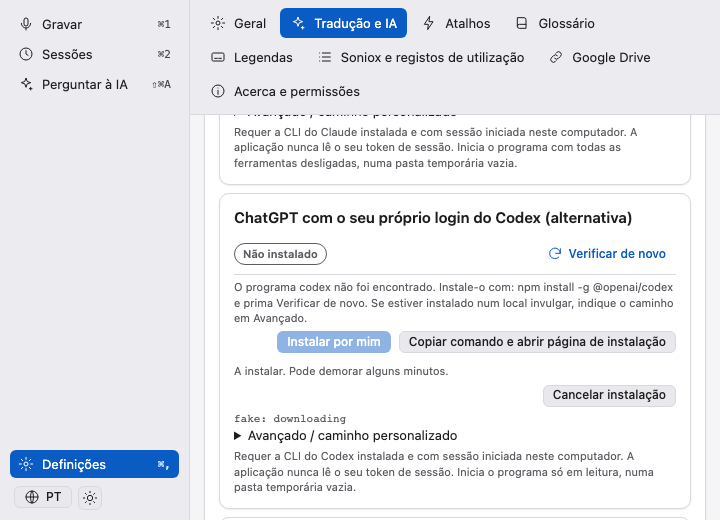 Gravar ⌘1
Sessões ⌘2
Perguntar à IA ⇧⌘A
Geral Tradução e IA Atalhos Glossário
Legendas Soniox e registos de utilização Google Drive
Acerca e permissões
Requer a CLI do Claude instalada e com sessão iniciada neste computador. A
aplicação nunca lê o seu token de sessão. Inicia o programa com todas as
ferramentas desligadas, numa pasta temporária vazia.
ChatGPT com o seu próprio login do Codex (alternativa)
Não instalado Verificar de novo
O programa codex não foi encontrado. Instale-o com: npm install -g @openai/codex
e prima Verificar de novo. Se estiver instalado num local invulgar, indique o caminho
em Avançado.
Instalar por mim Copiar comando e abrir página de instalação
A instalar. Pode demorar alguns minutos.
Cancelar instalação
fake: downloading
Avançado / caminho personalizado
Requer a CLI do Codex instalada e com sessão iniciada neste computador. A
aplicação nunca lê o seu token de sessão. Inicia o programa só em leitura, numa
pasta temporária vazia.
Definições ⌘,
PT